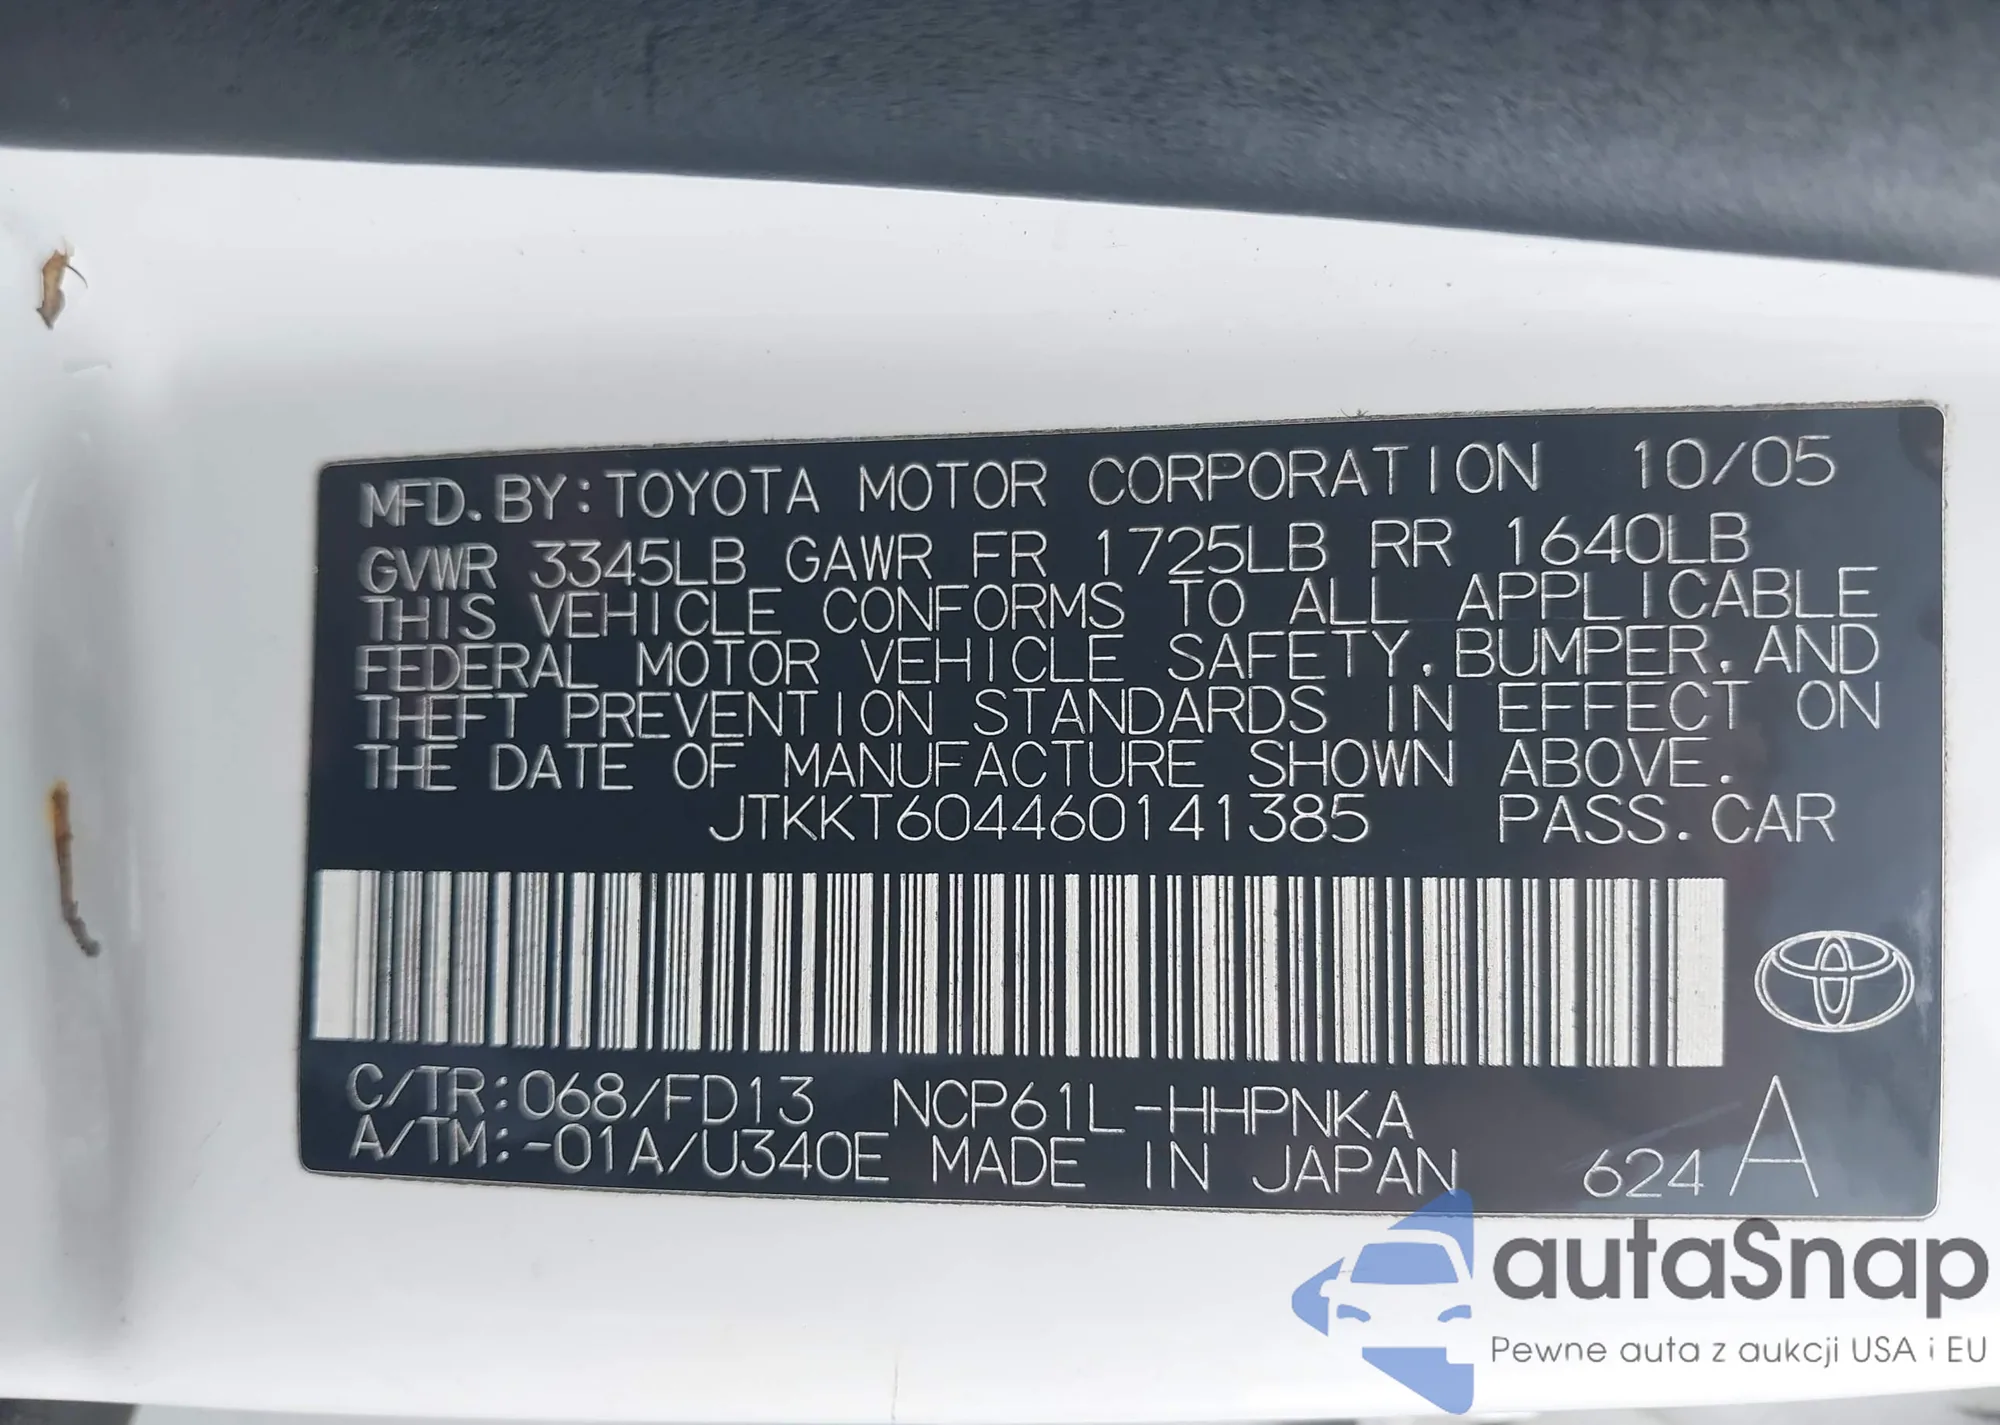 MFD.BY:TOYOTA MOTOR CORPORATION 10/05
GVWR 3345LB GAWR FR 1725LB RR 1640LB
THIS VEHICLE CONFORMS TO ALL APPLICABLE
FEDERAL MOTOR VEHICLE SAFETY, BUMPER, AND
THEFT PREVENTION STANDARDS IN EFFECT ON
THE DATE OF MANUFACTURE SHOWN ABOVE.
JTKKT604460141385 PASS.CAR
C/TR:068/FD13 NCP61L-HHPNKA
A/TM:-01A/U340E MADE IN JAPAN 624 A
autaSnap
Pewne auta z aukcji USA i EU